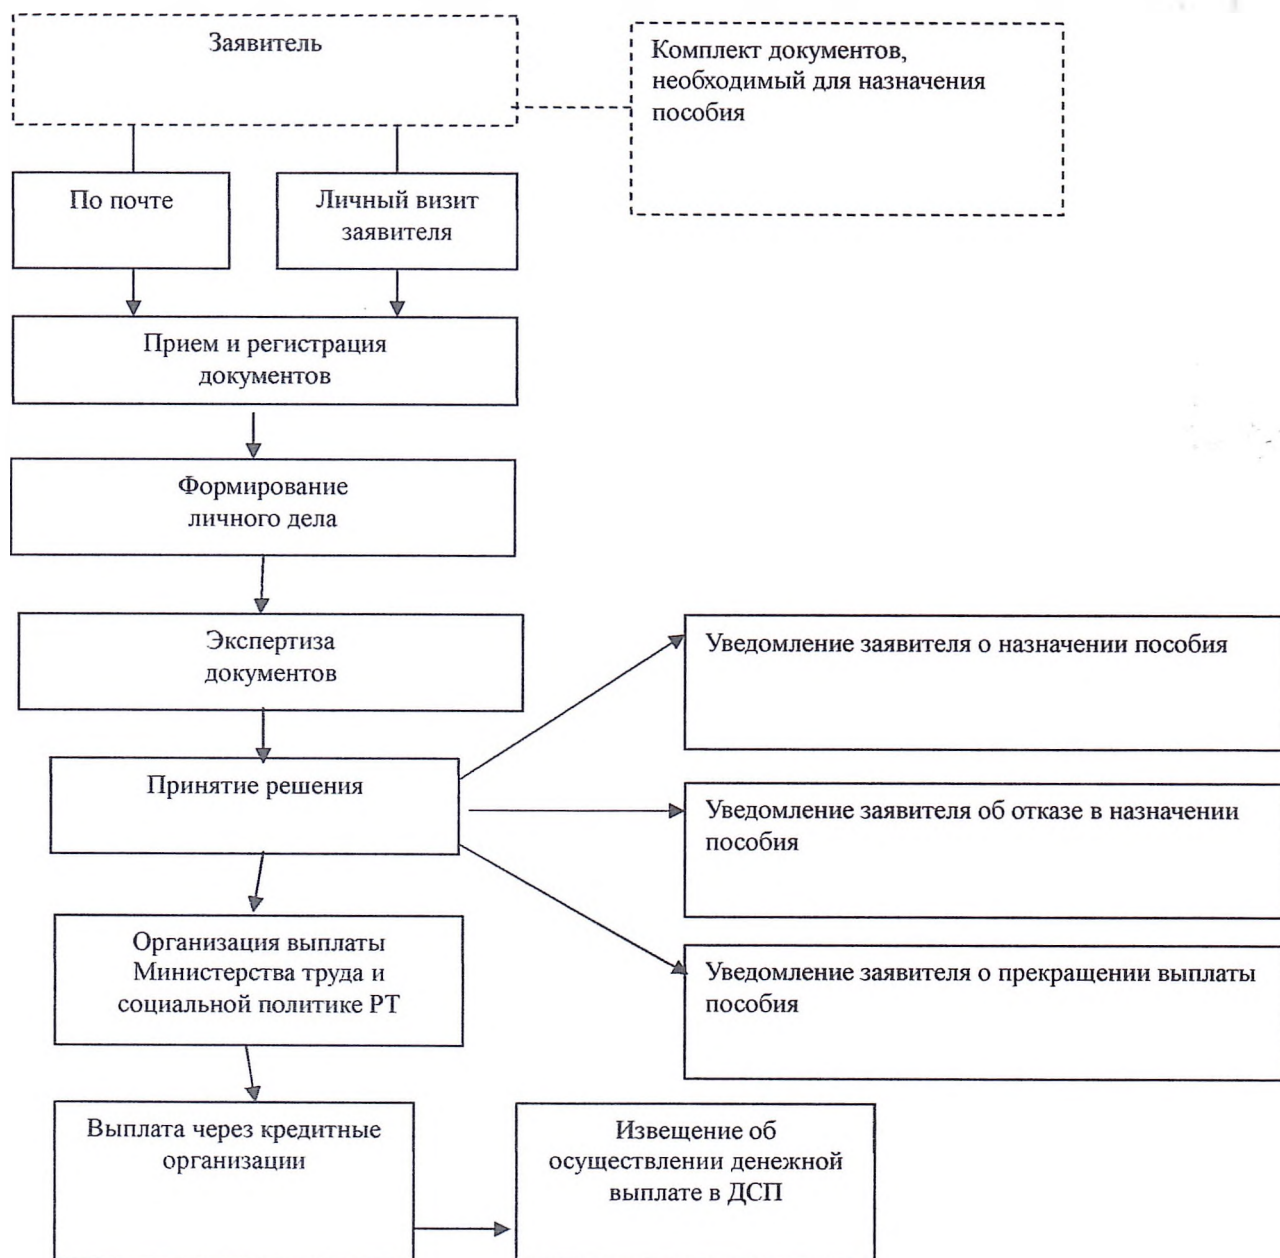 Заявитель
Комплект документов,
необходимый для назначения
пособия
По почте
Личный визит
заявителя
Прием и регистрация
документов
Формирование
личного дела
Экспертиза
документов
Уведомление заявителя о назначении пособия
Принятие решения
Уведомление заявителя об отказе в назначении
пособия
Организация выплаты
Министерства труда и
социальной политике РТ
Уведомление заявителя о прекращении выплаты
пособия
Выплата через кредитные
организации
Извещение об
осуществлении денежной
выплате в ДСП